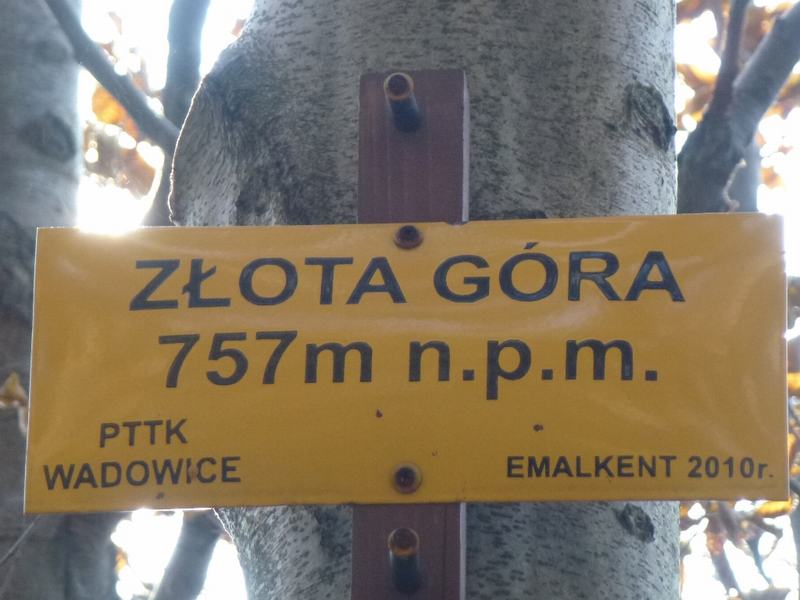 ZŁOTA GÓRA
757m n.p.m.
PTTK
WADOWICE
EMALKENT 2010r.